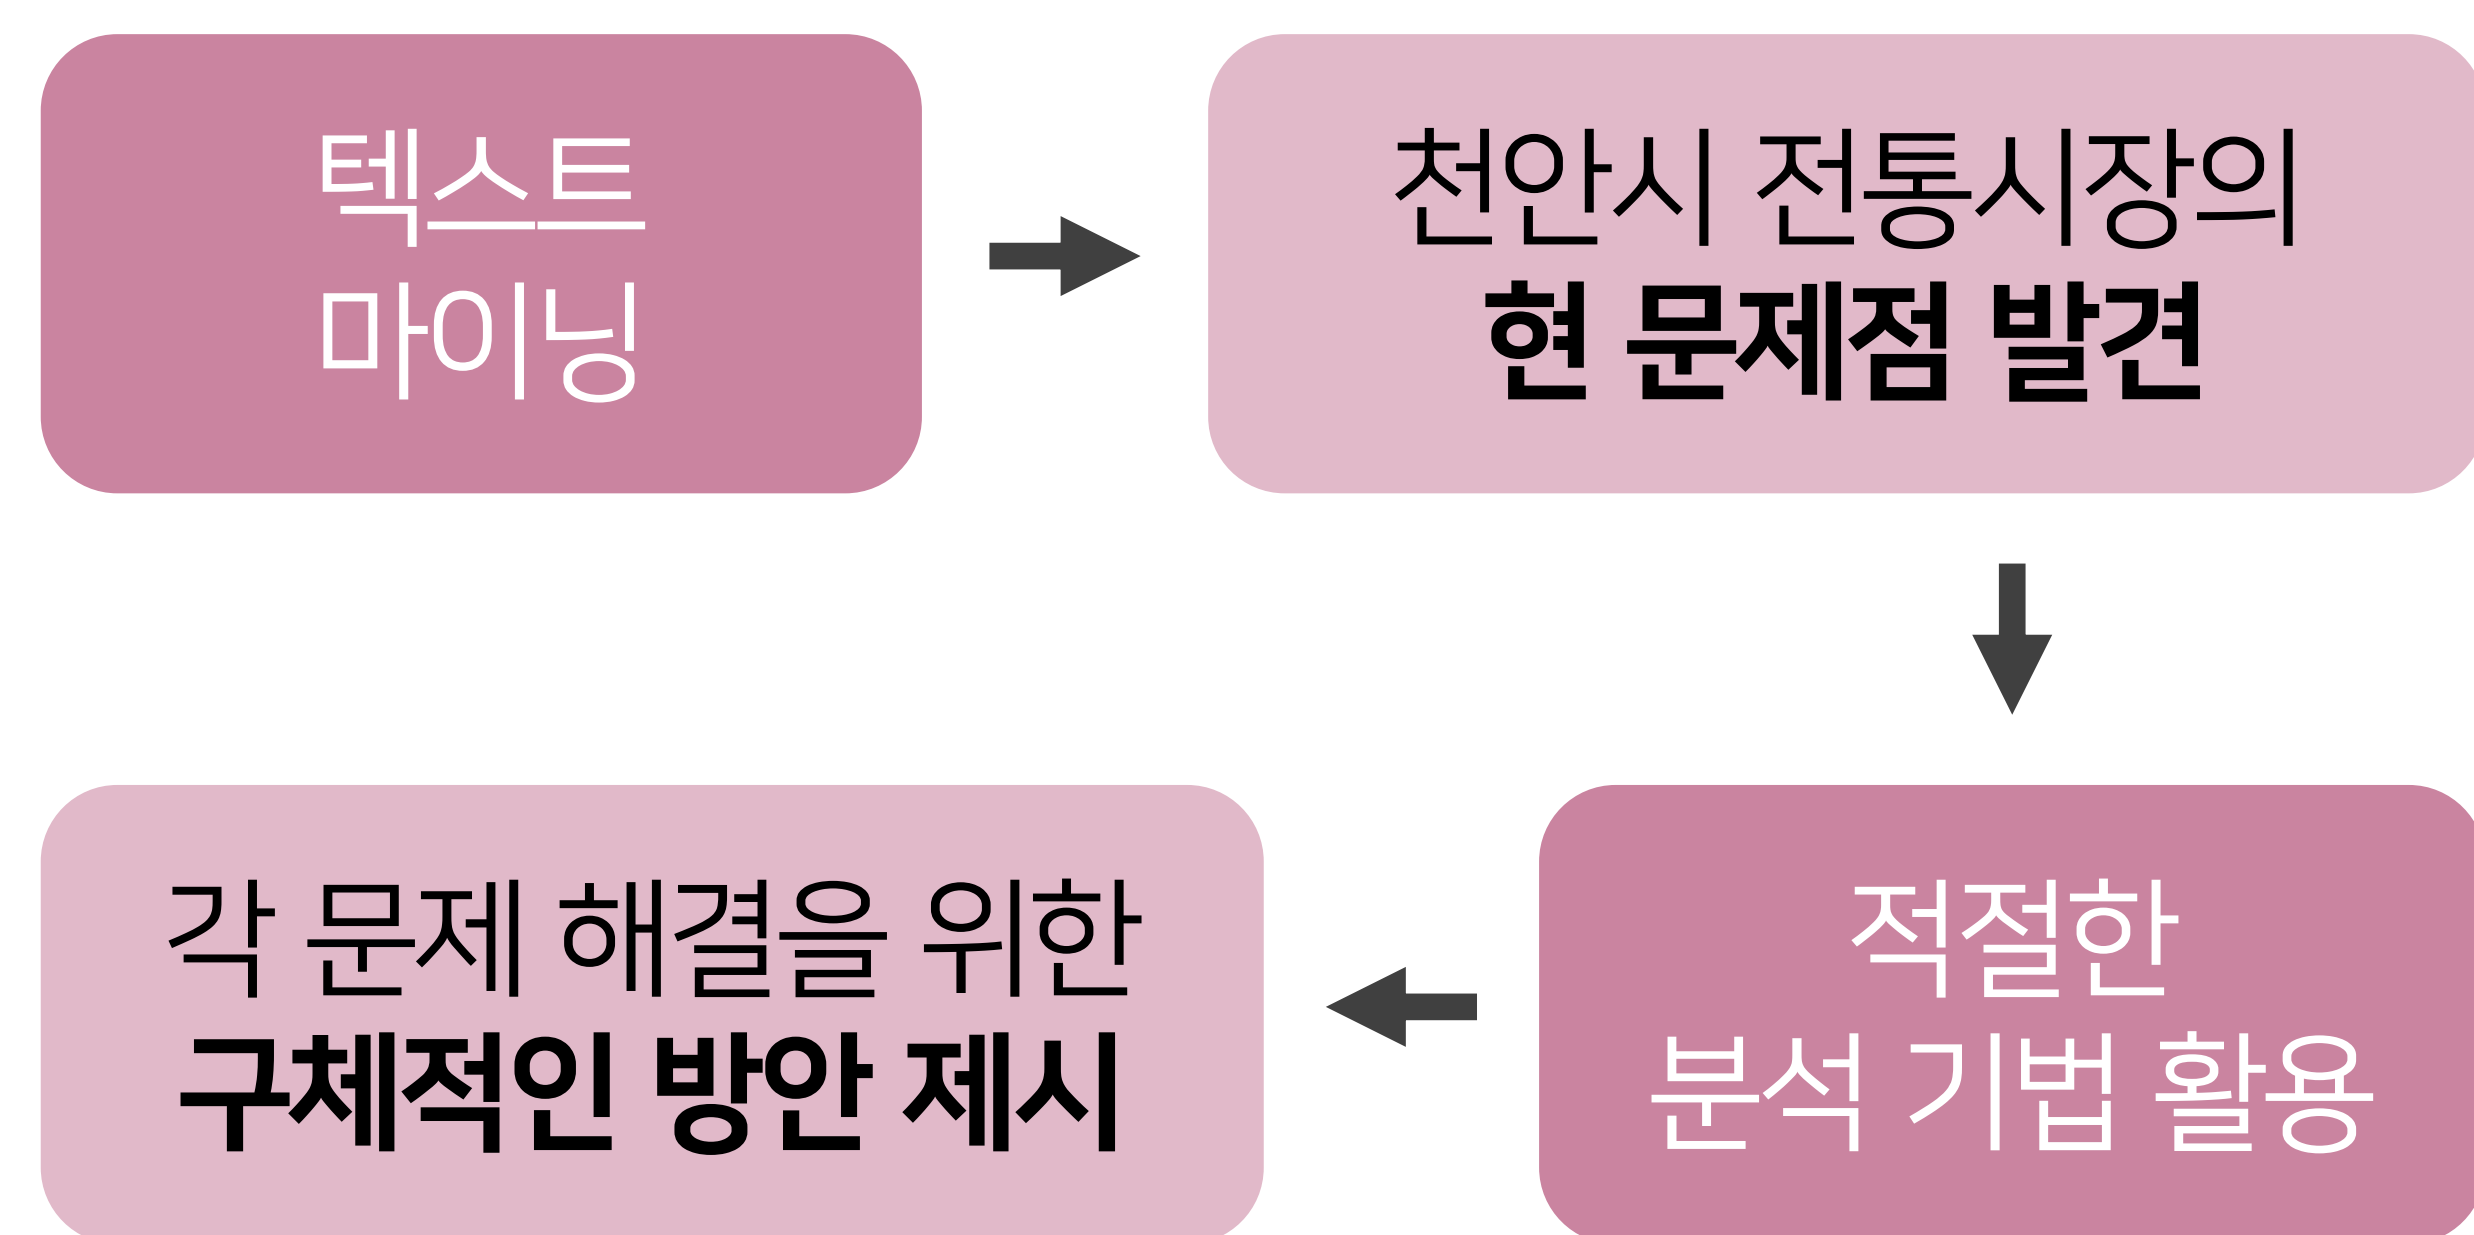 텍스트
마이닝
천안시 전통시장의
현 문제점 발견
적절한
분석 기법 활용
각 문제 해결을 위한
구체적인 방안 제시